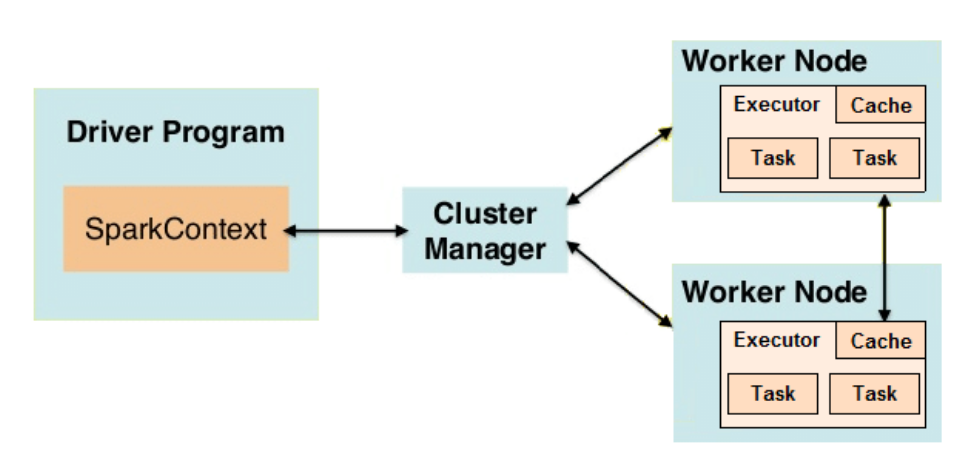 Driver Program
SparkContext
Cluster
Manager
Worker Node
Executor
Cache
Task
Task
Worker Node
Executor
Cache
Task
Task